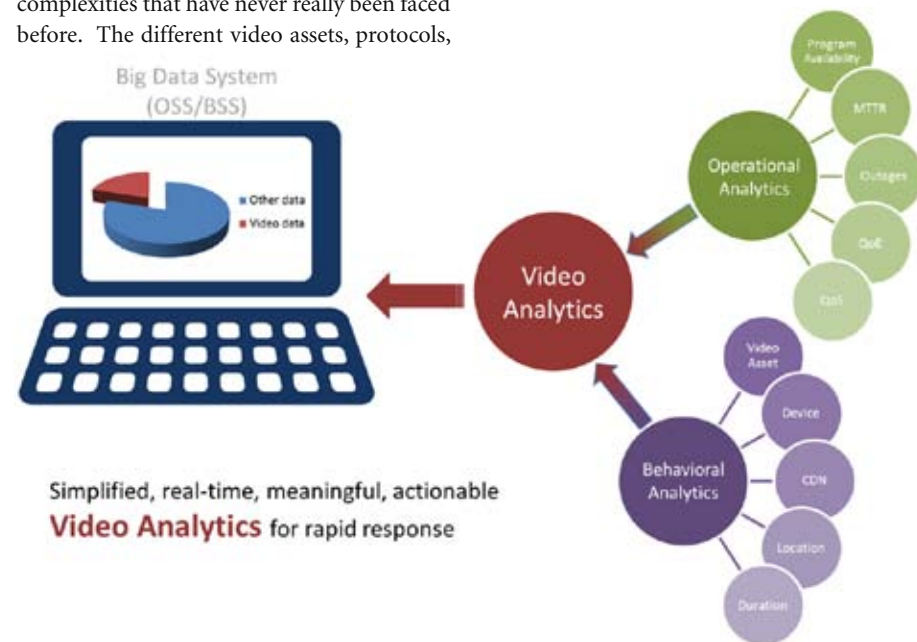 complexities that have never really been faced
before. The different video assets, protocols,
Big Data System
(OSS/BSS)
Other data
Video data
Video
Analytics
Operational
Analytics
Program
Availability
MTTR
Outages
QoE
QoS
Behavioral
Analytics
Video
Asset
Device
CDN
Location
Duration
Simplified, real-time, meaningful, actionable
Video Analytics for rapid response